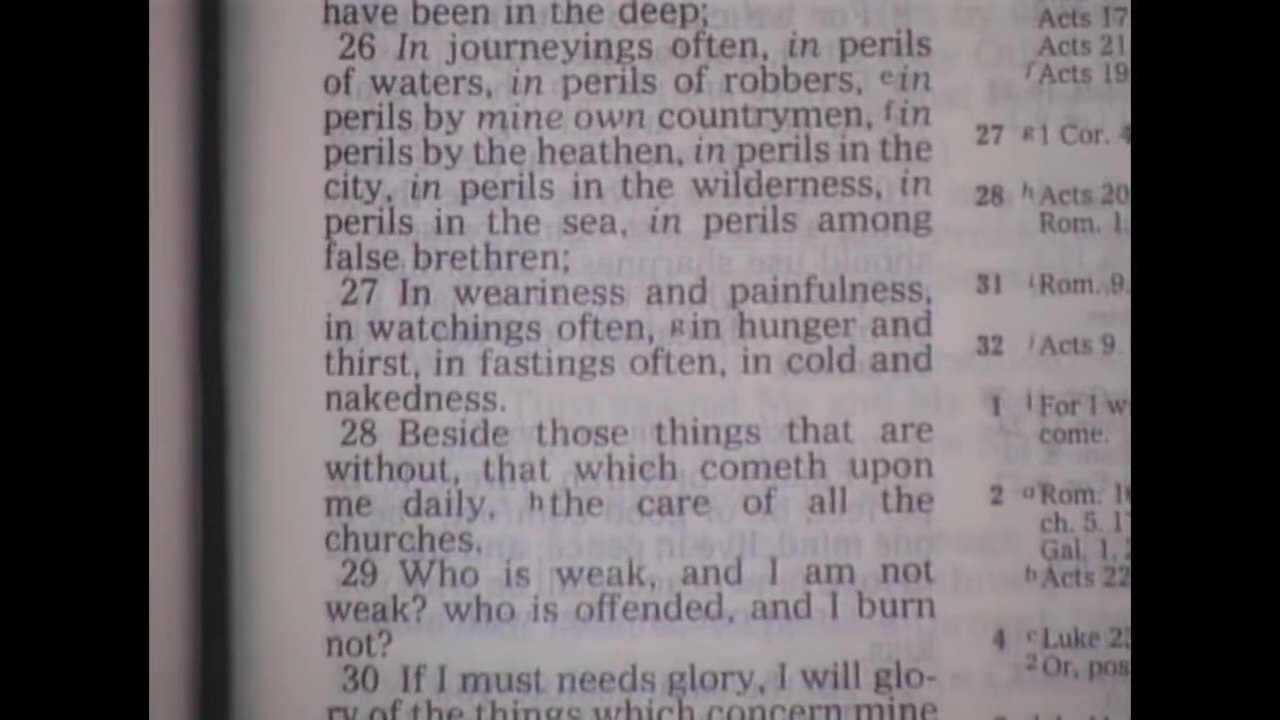 have been in the deep;
26 In journeyings often, in perils
of waters, in perils of robbers, e in
perils by mine own countrymen, f in
perils by the heathen, in perils in the
city, in perils in the wilderness, in
perils in the sea, in perils among
false brethren;
27 In weariness and painfulness,
in watchings often, g in hunger and
thirst, in fastings often, in cold and
nakedness.
28 Beside those things that are
without, that which cometh upon
me daily, h the care of all the
churches.
29 Who is weak, and I am not
weak? who is offended, and I burn
not?
30 If I must needs glory, I will glo-
ry of the things which concern mine
Acts 17
Acts 21
f Acts 19
27 g 1 Cor. 4
28 h Acts 20
Rom. 1.
31 i Rom. 9.
32 j Acts 9
1 1 For I w
come.
2 a Rom. 1
ch. 5. 1
Gal. 1.
b Acts 22
4 c Luke 23
2 Or, pos